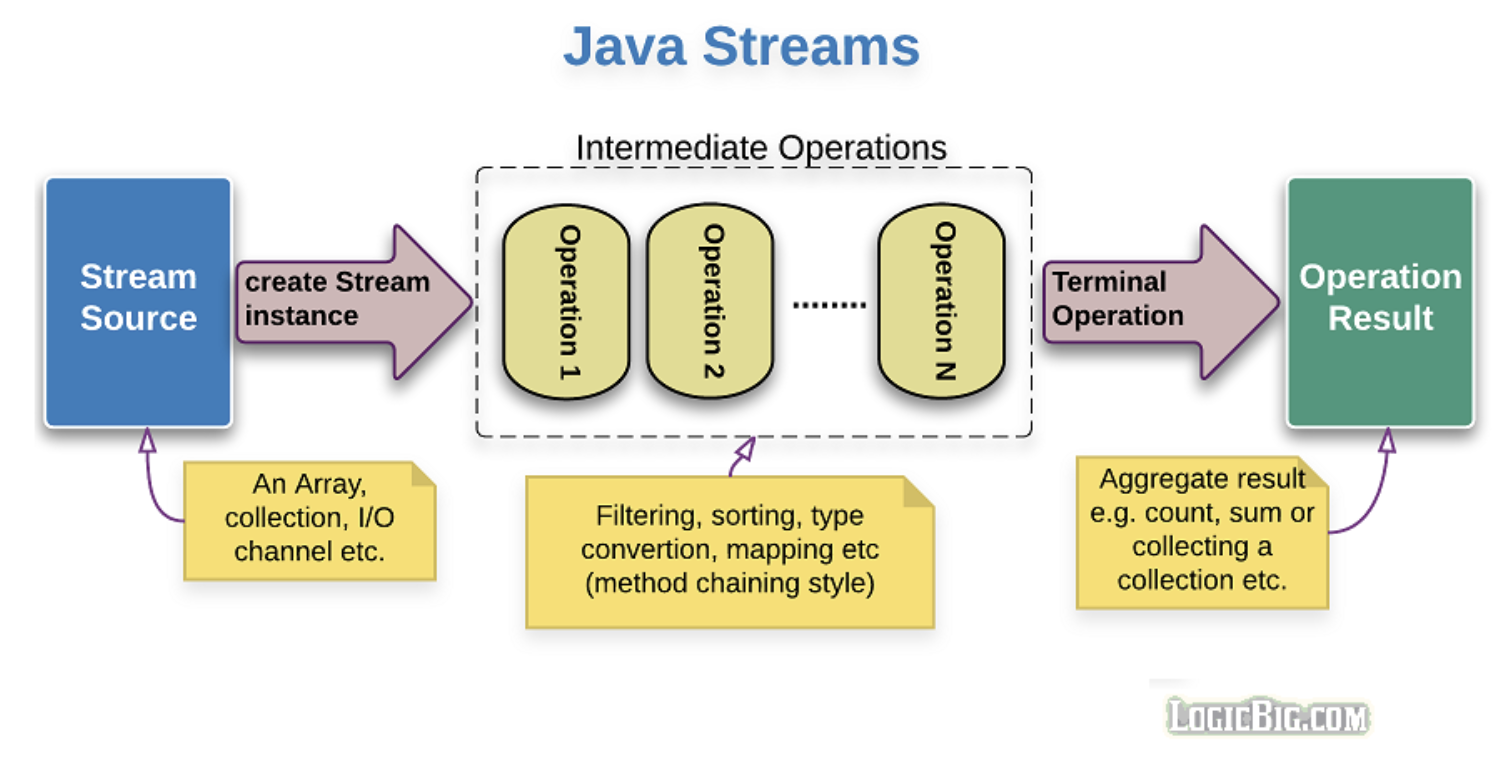 Java Streams
Intermediate Operations
Stream
Source
create Stream
instance
Operation 1
Operation 2
Operation N
Terminal
Operation
Operation
Result
An Array,
collection, I/O
channel etc.
Filtering, sorting, type
convertion, mapping etc
(method chaining style)
Aggregate result
e.g. count, sum or
collecting a
collection etc.
LogicBig.com